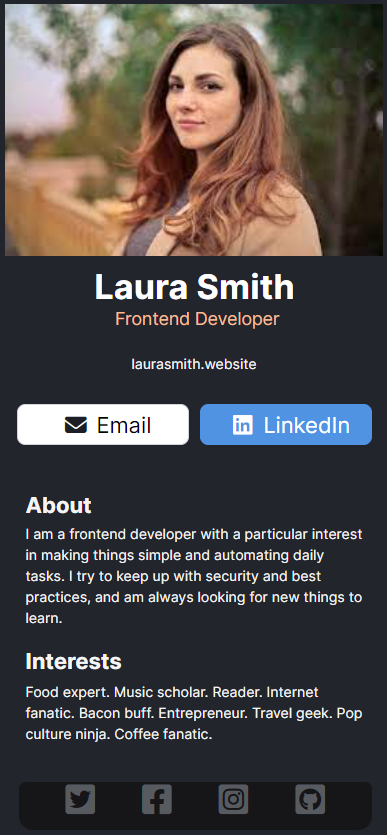 Laura Smith
Frontend Developer
laurasmith.website
Email
LinkedIn
About
I am a frontend developer with a particular interest
in making things simple and automating daily
tasks. I try to keep up with security and best
practices, and am always looking for new things to
learn.
Interests
Food expert. Music scholar. Reader. Internet
fanatic. Bacon buff. Entrepreneur. Travel geek. Pop
culture ninja. Coffee fanatic.